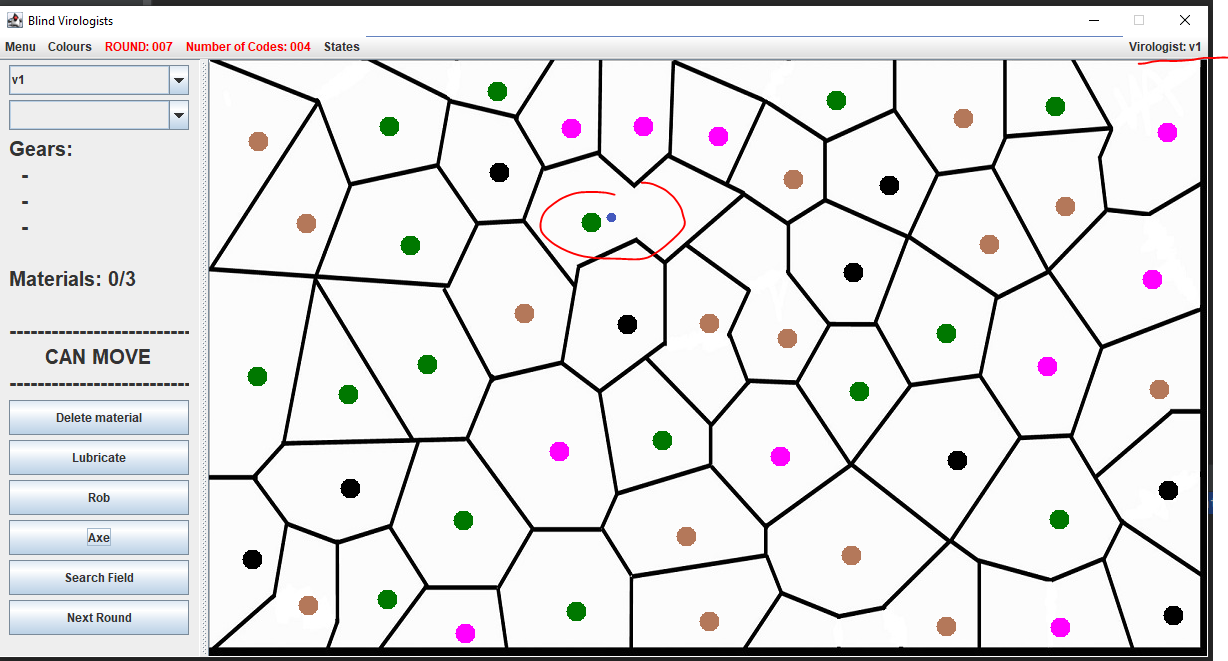 Blind Virologists
Menu Colours ROUND: 007 Number of Codes: 004 States Virologist: v1
v1
Gears:
-
-
-
Materials: 0/3
----------------------------
CAN MOVE
----------------------------
Delete material
Lubricate
Rob
Axe
Search Field
Next Round